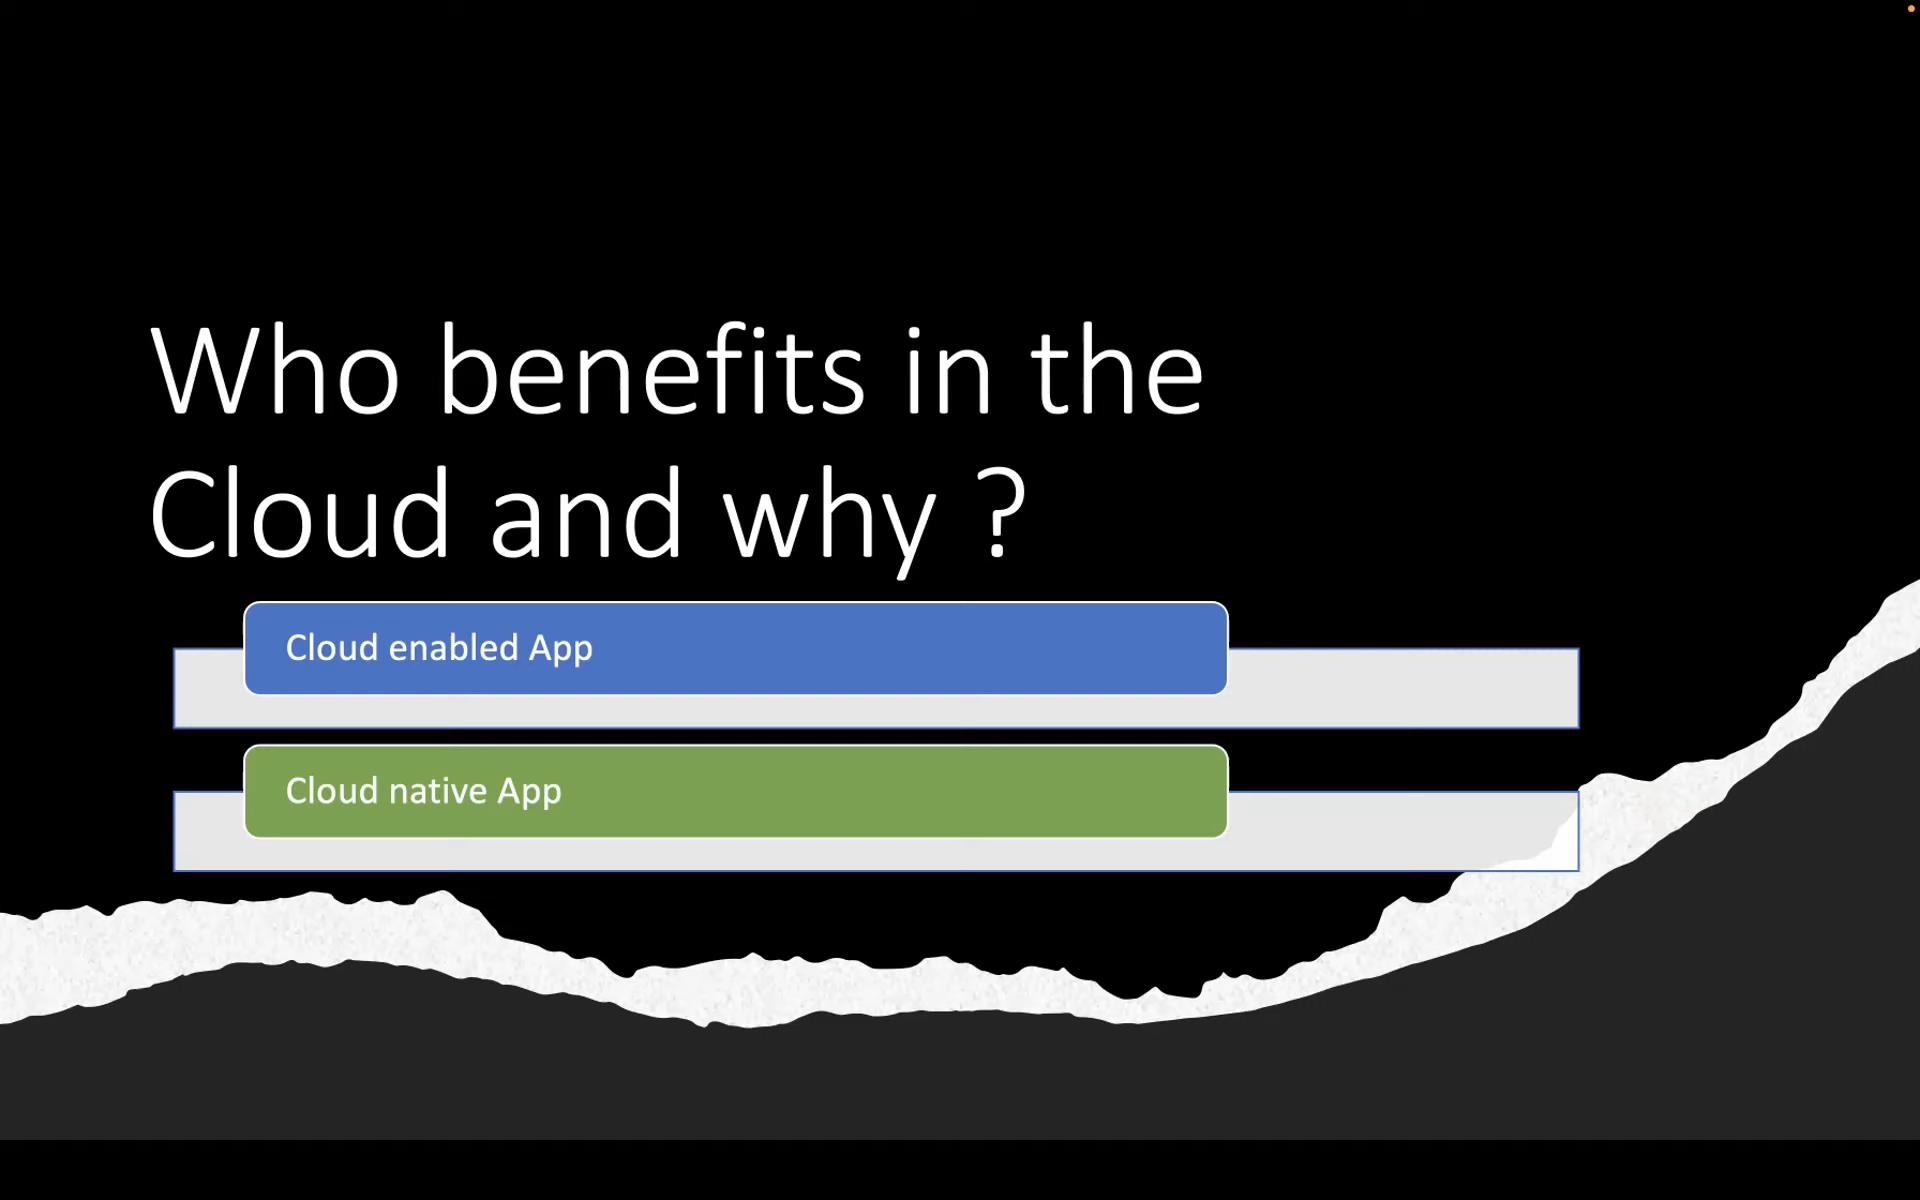 Who benefits in the
Cloud and why ?
Cloud enabled App
Cloud native App